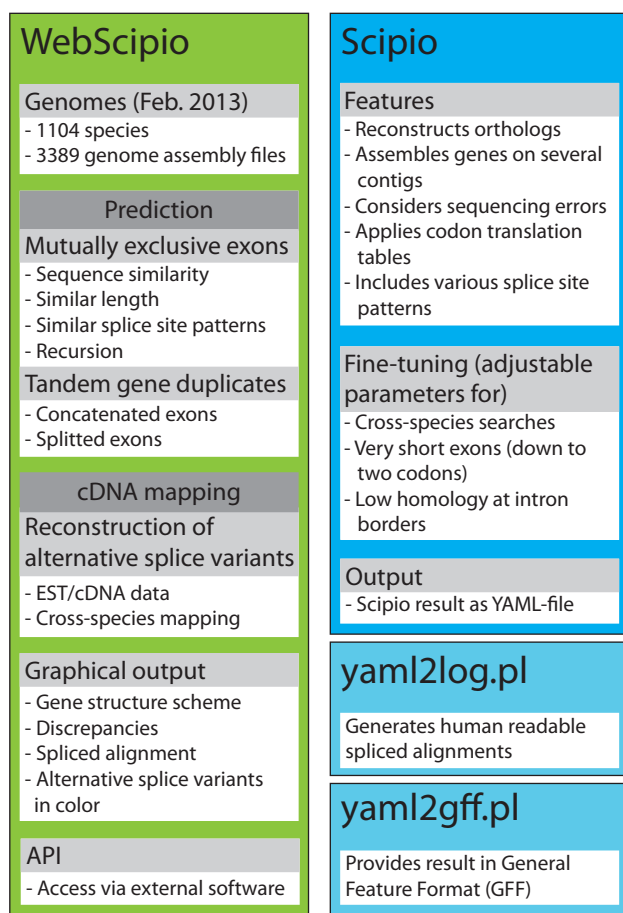 WebScipio
Genomes (Feb. 2013)
- 1104 species
- 3389 genome assembly files
Prediction
Mutually exclusive exons
- Sequence similarity
- Similar length
- Similar splice site patterns
- Recursion
Tandem gene duplicates
- Concatenated exons
- Splitted exons
cDNA mapping
Reconstruction of
alternative splice variants
- EST/cDNA data
- Cross-species mapping
Graphical output
- Gene structure scheme
- Discrepancies
- Spliced alignment
- Alternative splice variants
in color
API
- Access via external software
Scipio
Features
- Reconstructs orthologs
- Assembles genes on several
contigs
- Considers sequencing errors
- Applies codon translation
tables
- Includes various splice site
patterns
Fine-tuning (adjustable
parameters for)
- Cross-species searches
- Very short exons (down to
two codons)
- Low homology at intron
borders
Output
- Scipio result as YAML-file
yaml2log.pl
Generates human readable
spliced alignments
yaml2gff.pl
Provides result in General
Feature Format (GFF)